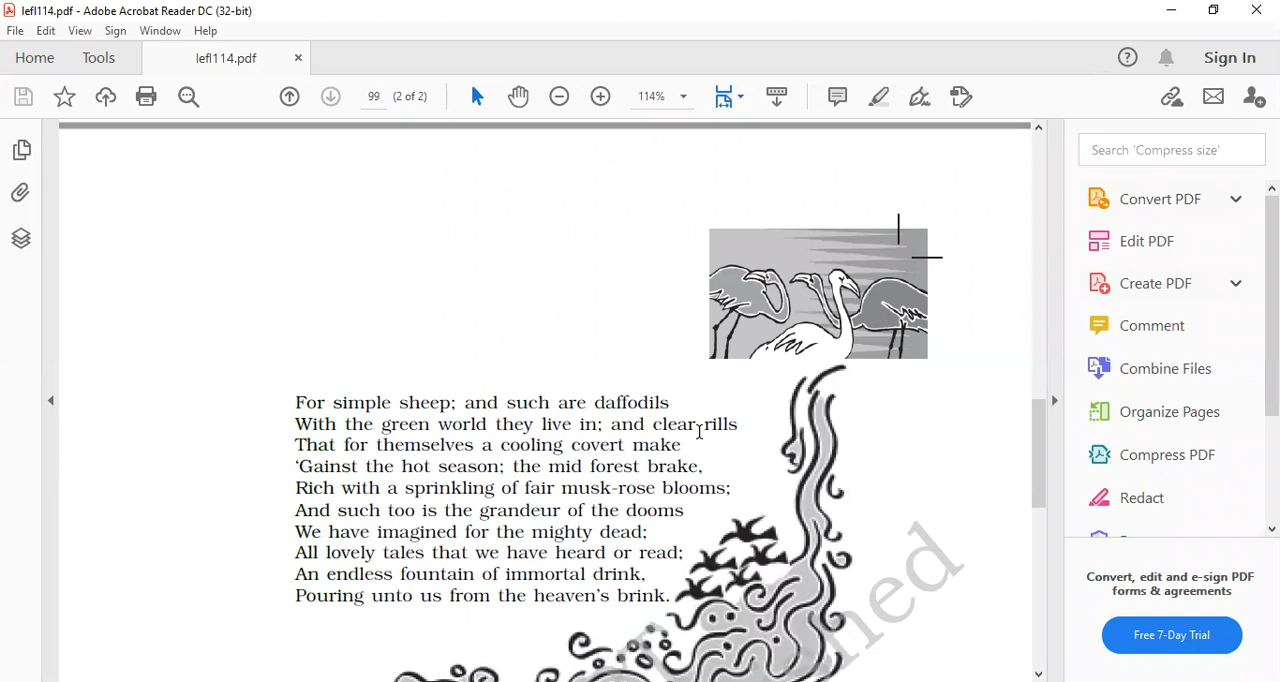 lefl114.pdf - Adobe Acrobat Reader DC (32-bit)
File Edit View Sign Window Help
Home Tools lefl114.pdf × Sign In
99 (2 of 2) 114%
Search 'Compress size'
Convert PDF
Edit PDF
Create PDF
Comment
Combine Files
Organize Pages
Compress PDF
Redact
Convert, edit and e-sign PDF
forms & agreements
Free 7-Day Trial
For simple sheep; and such are daffodils
With the green world they live in; and clear rills
That for themselves a cooling covert make
‘Gainst the hot season; the mid forest brake,
Rich with a sprinkling of fair musk-rose blooms;
And such too is the grandeur of the dooms
We have imagined for the mighty dead;
All lovely tales that we have heard or read;
An endless fountain of immortal drink,
Pouring unto us from the heaven’s brink.